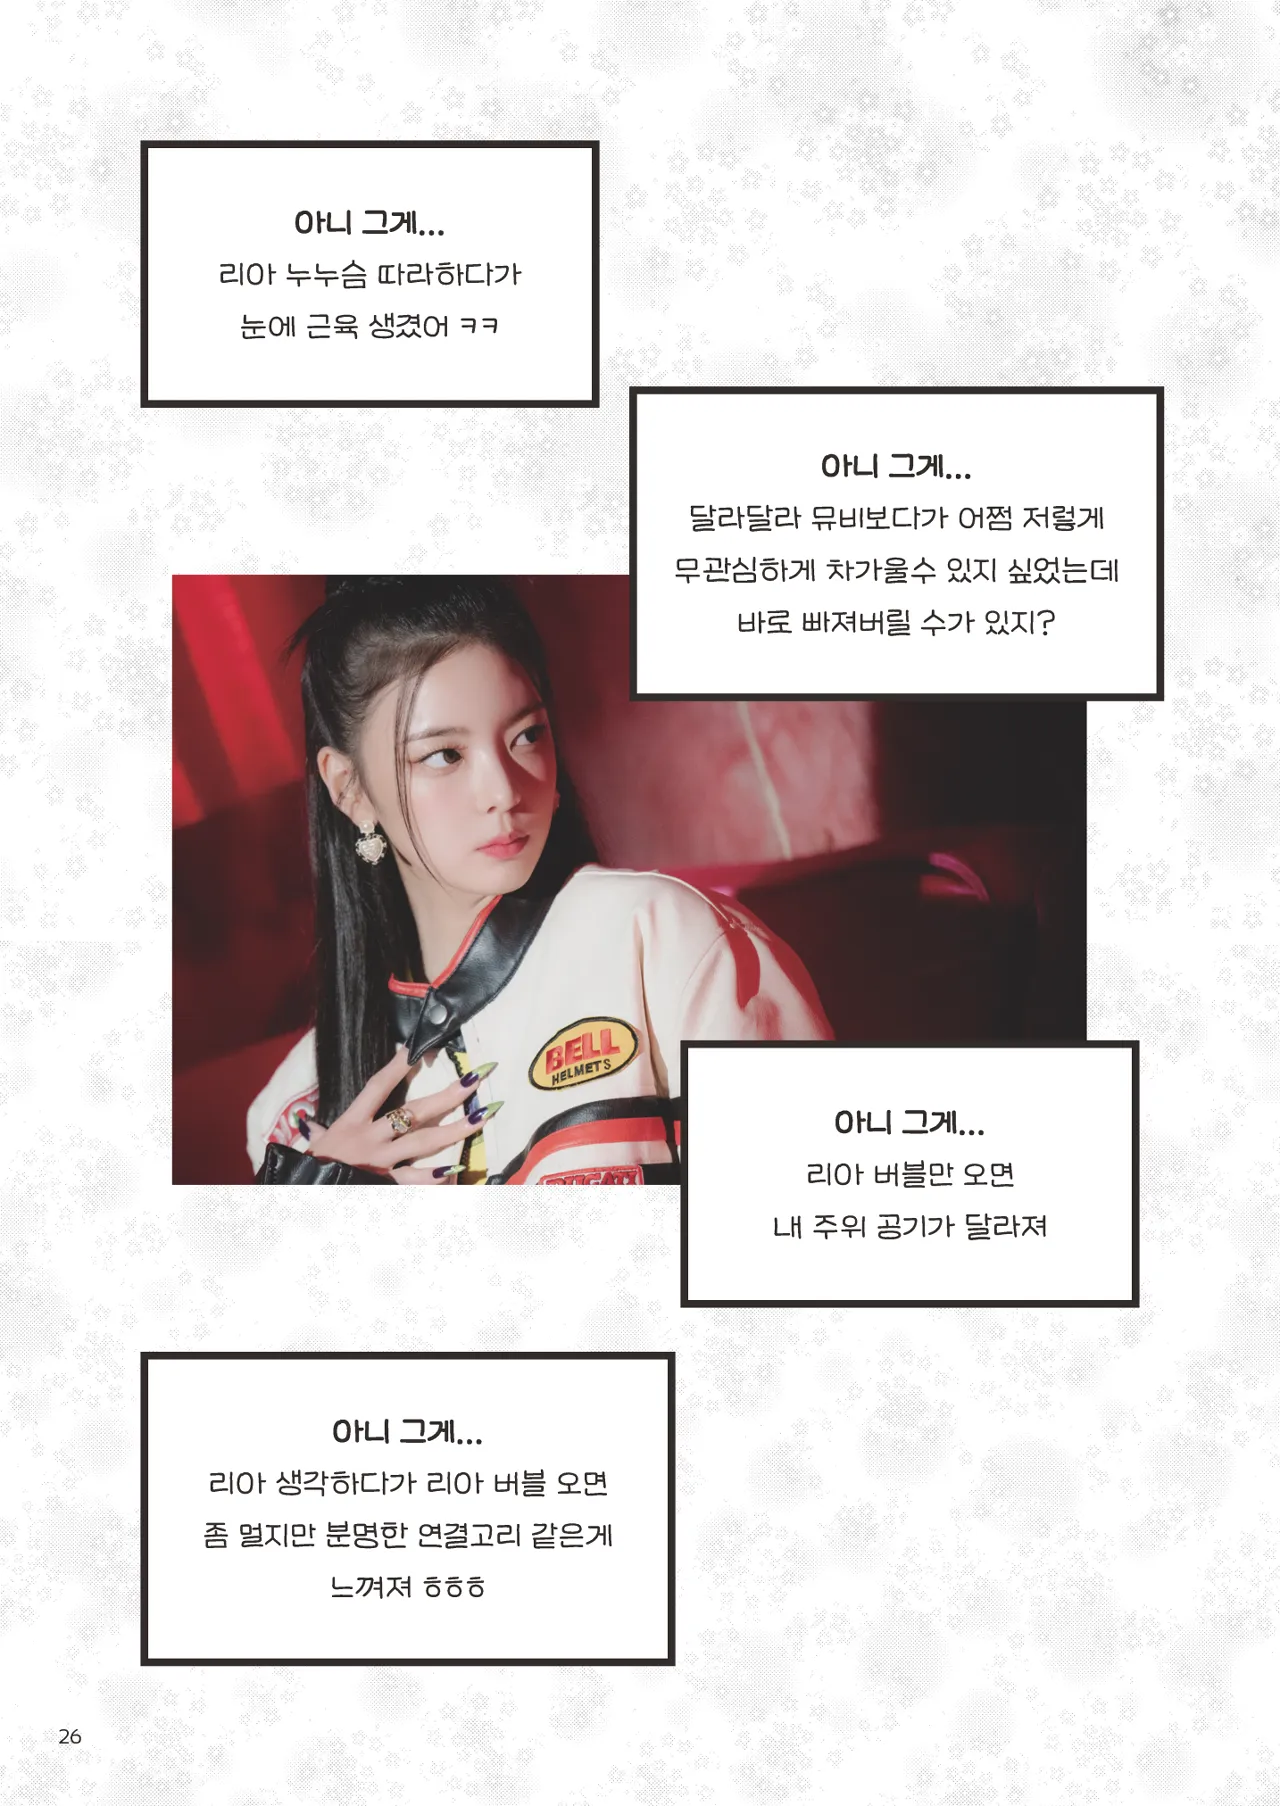 아니 그게...
리아 누누슴 따라하다가
눈에 근육 생겼어 ㅋㅋ
아니 그게...
달라달라 뮤비보다가 어쩜 저렇게
무관심하게 차가울수 있지 싶었는데
바로 빠져버릴 수가 있지?
BELL
HELMETS
DUCATI
아니 그게...
리아 버블만 오면
내 주위 공기가 달라져
아니 그게...
리아 생각하다가 리아 버블 오면
좀 멀지만 분명한 연결고리 같은게
느껴져 ㅎㅎㅎ
26